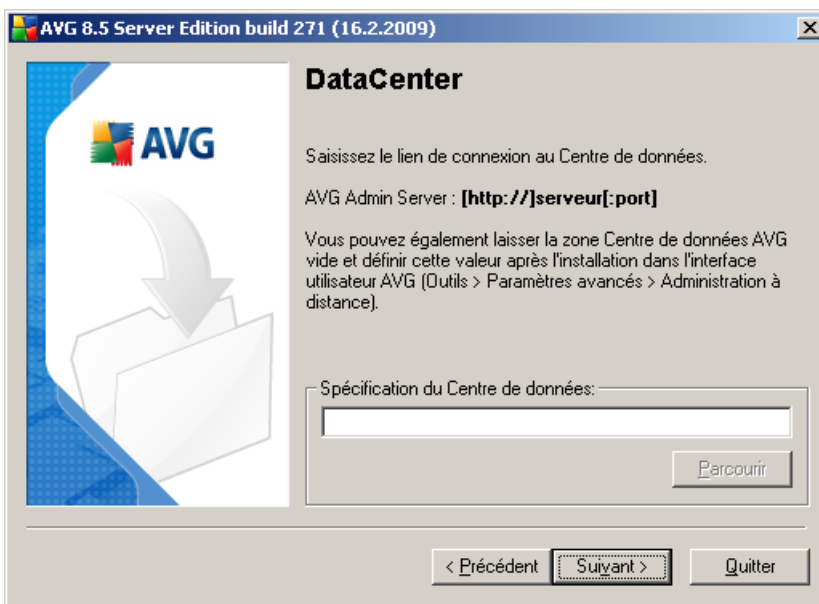 AVG 8.5 Server Edition build 271 (16.2.2009)
AVG
DataCenter
Saisissez le lien de connexion au Centre de données.
AVG Admin Server : [http://]serveur[:port]
Vous pouvez également laisser la zone Centre de données AVG
vide et définir cette valeur après l'installation dans l'interface
utilisateur AVG (Outils > Paramètres avancés > Administration à
distance).
Spécification du Centre de données:
Parcourir
< Précédent
Suivant >
Quitter